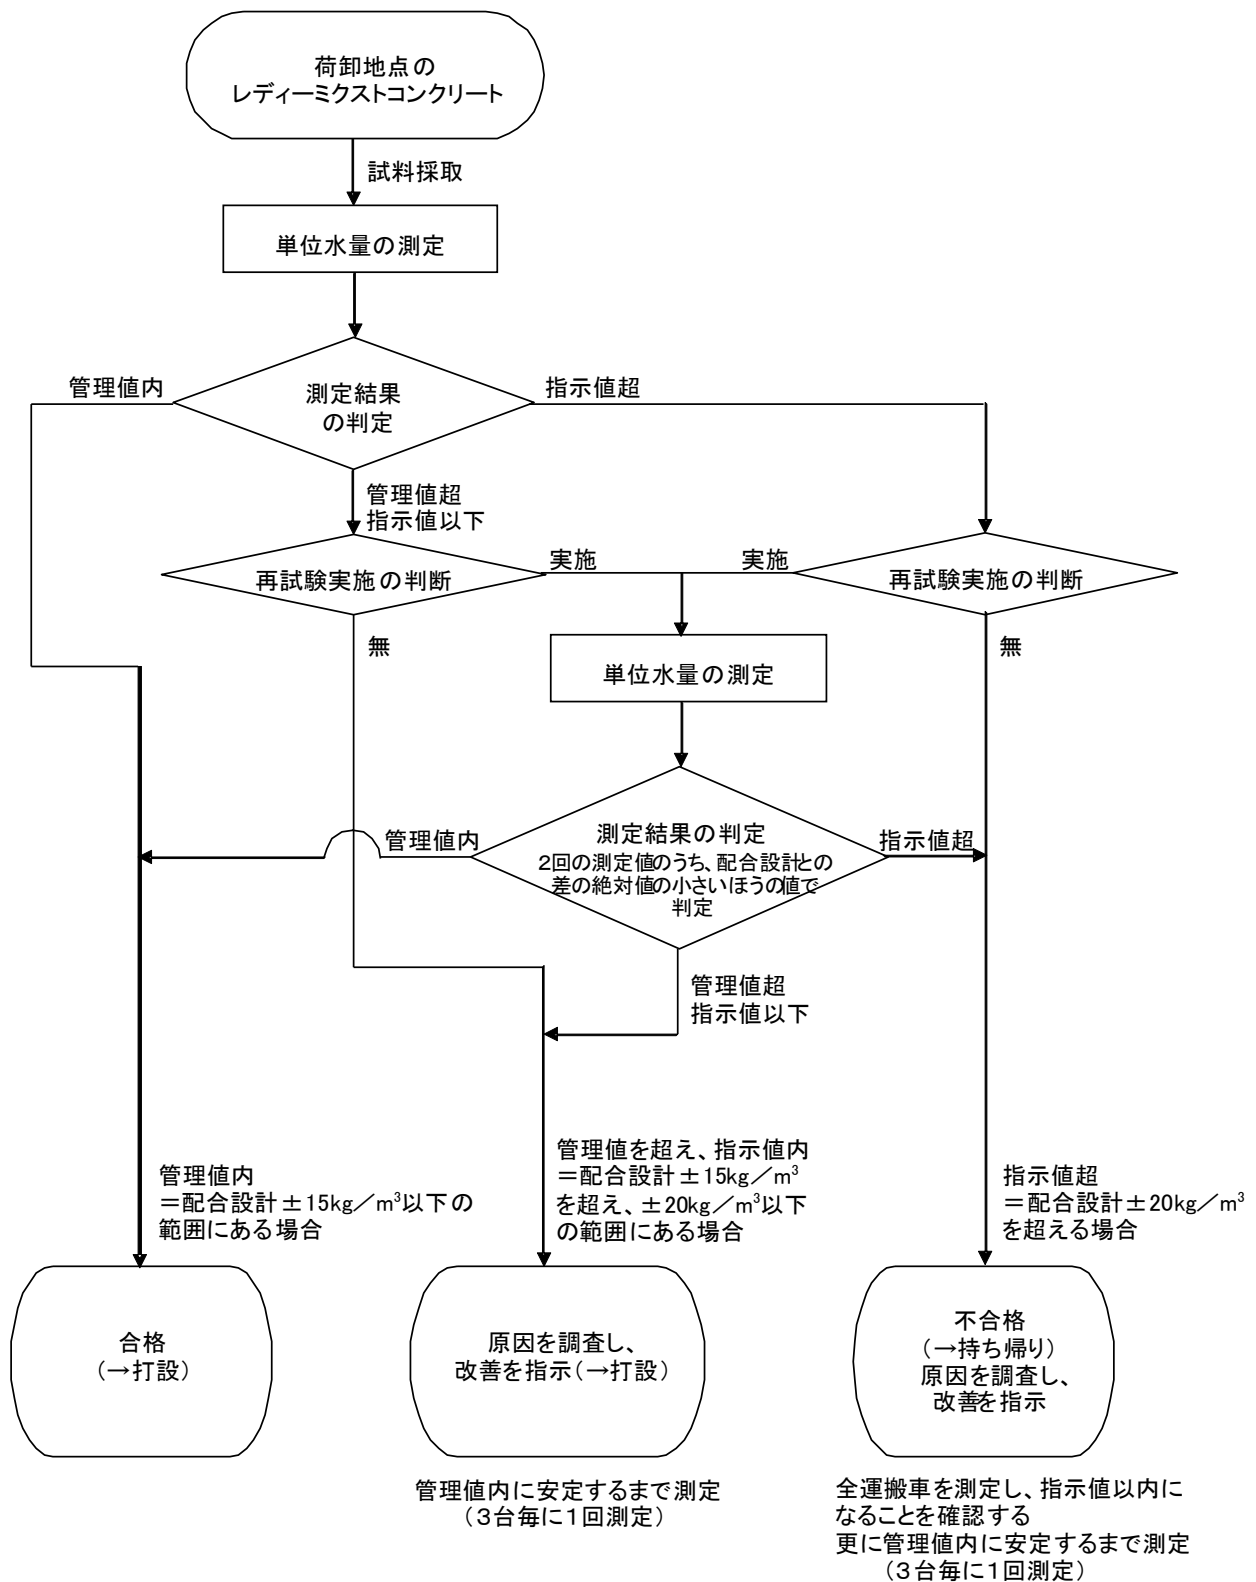 荷卸地点の
レディーミクストコンクリート
試料採取
単位水量の測定
管理値内
測定結果
の判定
指示値超
管理値超
指示値以下
再試験実施の判断
実施
実施
再試験実施の判断
無
無
単位水量の測定
管理値内
測定結果の判定
2回の測定値のうち、配合設計との
差の絶対値の小さいほうの値で
判定
指示値超
管理値超
指示値以下
管理値内
=配合設計±15kg/m³以下の
範囲にある場合
管理値を超え、指示値内
=配合設計±15kg/m³
を超え、±20kg/m³以下
の範囲にある場合
指示値超
=配合設計±20kg/m³
を超える場合
合格
(→打設)
原因を調査し、
改善を指示(→打設)
不合格
(→持ち帰り)
原因を調査し、
改善を指示
管理値内に安定するまで測定
(3台毎に1回測定)
全運搬車を測定し、指示値以内に
なることを確認する
更に管理値内に安定するまで測定
(3台毎に1回測定)